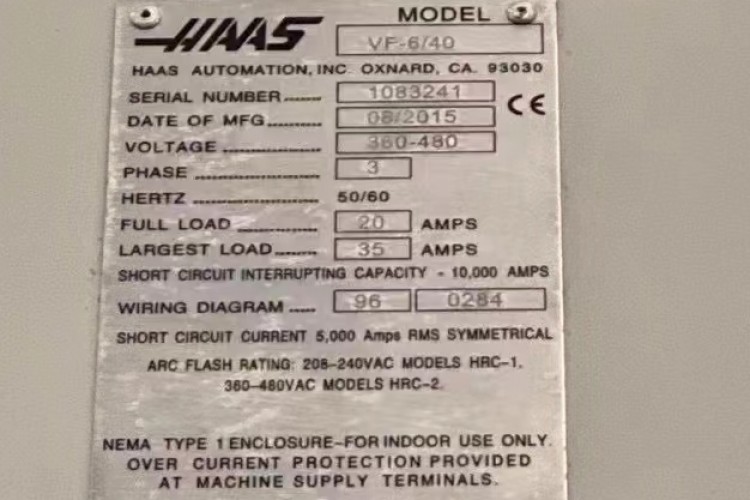 HAAS MODEL VF-6/40
HAAS AUTOMATION, INC. OXNARD, CA. 93030
SERIAL NUMBER....... 1083241 CE
DATE OF MFG........... 08/2015
VOLTAGE .................... 360-480
PHASE ......................... 3
HERTZ ......................... 50/60
FULL LOAD ................ 20 AMPS
LARGEST LOAD........ 35 AMPS
SHORT CIRCUIT INTERRUPTING CAPACITY - 10,000 AMPS
WIRING DIAGRAM ..... 96 0284
SHORT CIRCUIT CURRENT 5,000 Amps RMS SYMMETRICAL
ARC FLASH RATING: 208-240VAC MODELS HRC-1,
360-480VAC MODELS HRC-2.
NEMA TYPE 1 ENCLOSURE-FOR INDOOR USE ONLY.
OVER CURRENT PROTECTION PROVIDED
AT MACHINE SUPPLY TERMINALS.